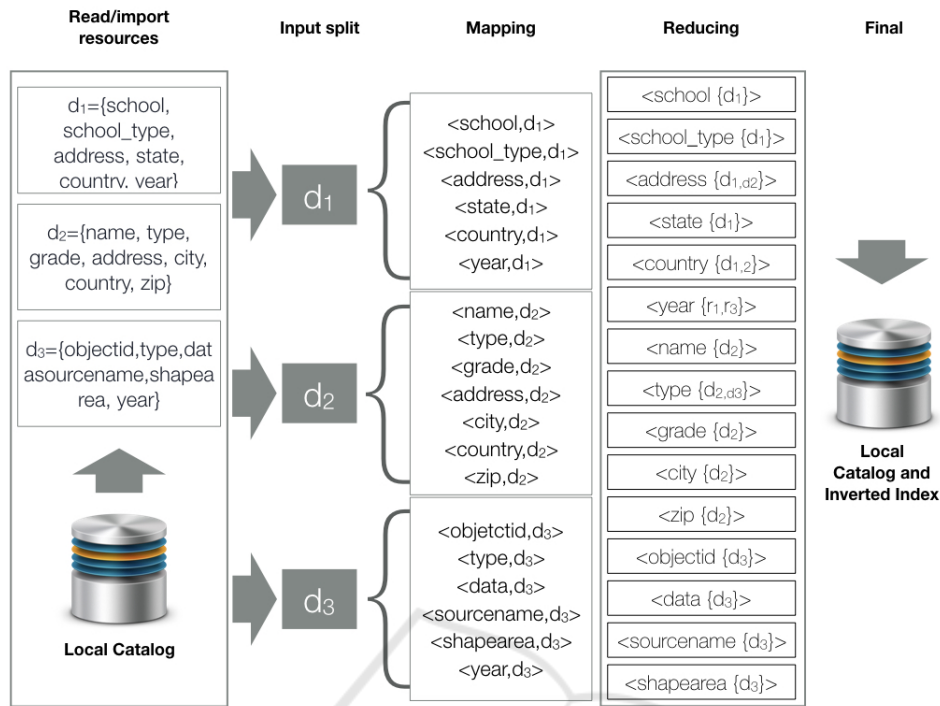 Read/import
resources
Input split
Mapping
Reducing
Final
d₁={school,
school_type,
address, state,
country, year}
d₂={name, type,
grade, address, city,
country, zip}
d₃={objectid,type,dat
asourcename,shapea
rea, year}
Local Catalog
d₁
d₂
d₃
<school,d₁>
<school_type,d₁>
<address,d₁>
<state,d₁>
<country,d₁>
<year,d₁>
<name,d₂>
<type,d₂>
<grade,d₂>
<address,d₂>
<city,d₂>
<country,d₂>
<zip,d₂>
<objetctid,d₃>
<type,d₃>
<data,d₃>
<sourcename,d₃>
<shapearea,d₃>
<year,d₃>
<school {d₁}>
<school_type {d₁}>
<address {d₁,d₂}>
<state {d₁}>
<country {d₁,₂}>
<year {r₁,r₃}>
<name {d₂}>
<type {d₂,d₃}>
<grade {d₂}>
<city {d₂}>
<zip {d₂}>
<objectid {d₃}>
<data {d₃}>
<sourcename {d₃}>
<shapearea {d₃}>
Local
Catalog and
Inverted Index